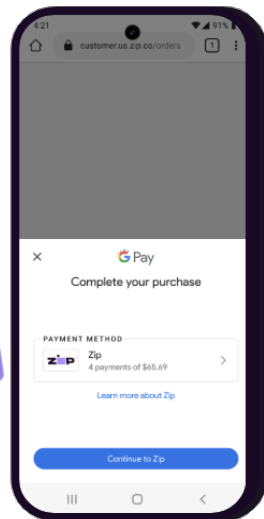 4:21
91%
customer.us.zip.co/orders
1
G Pay
Complete your purchase
PAYMENT METHOD
zip
Zip
4 payments of $65.69
Learn more about Zip
Continue to Zip